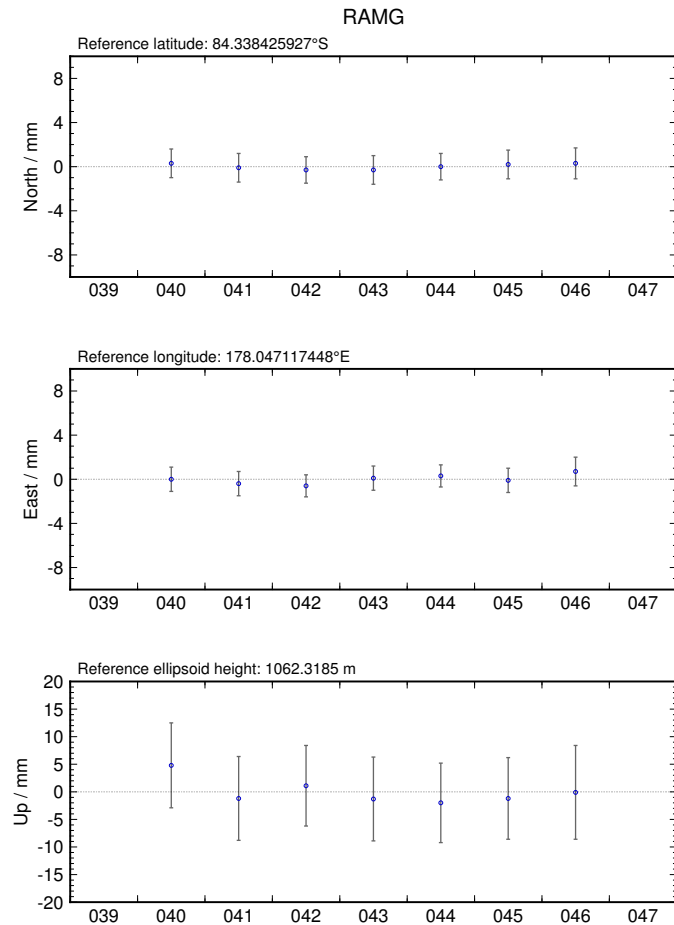 RAMG
Reference latitude: 84.338425927°S
8
4
0
-4
-8
North / mm
039 040 041 042 043 044 045 046 047
Reference longitude: 178.047117448°E
8
4
0
-4
-8
East / mm
039 040 041 042 043 044 045 046 047
Reference ellipsoid height: 1062.3185 m
20
15
10
5
0
-5
-10
-15
-20
Up / mm
039 040 041 042 043 044 045 046 047